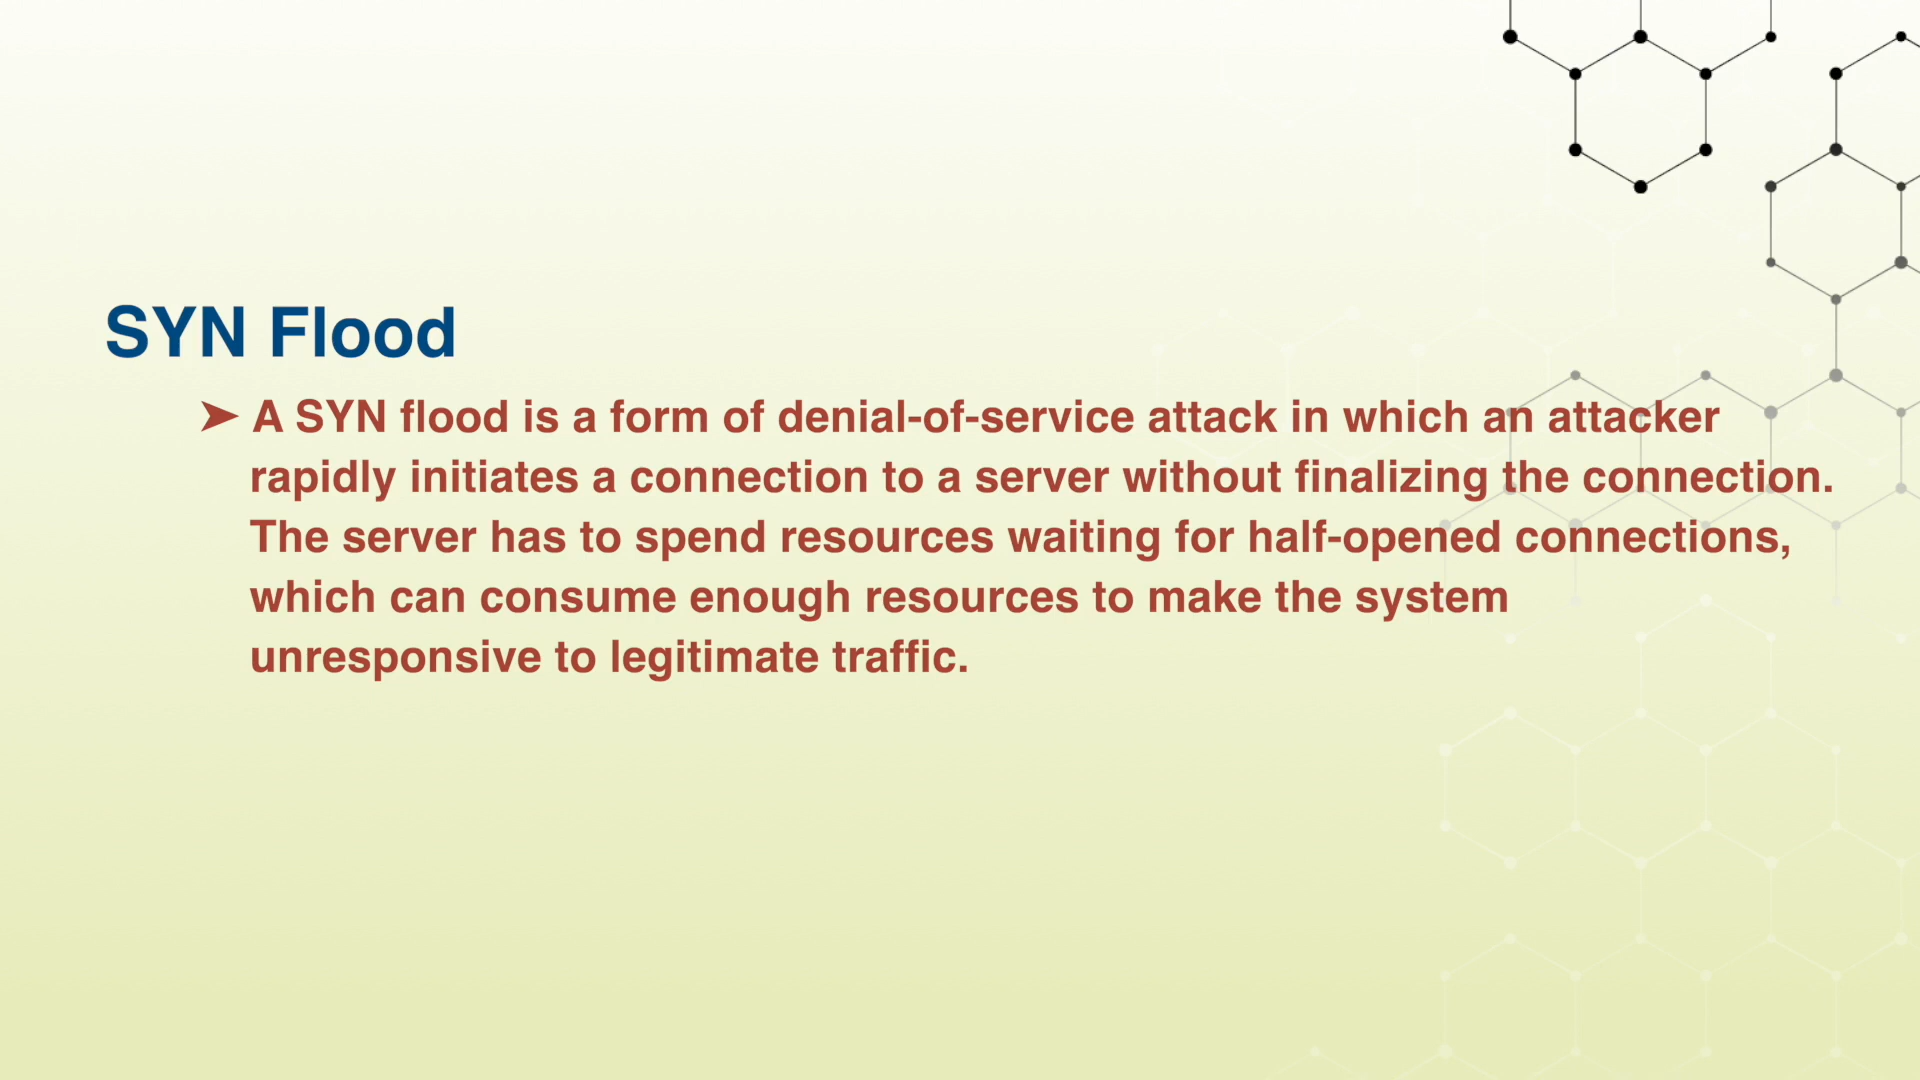 SYN Flood
➤ A SYN flood is a form of denial-of-service attack in which an attacker
rapidly initiates a connection to a server without finalizing the connection.
The server has to spend resources waiting for half-opened connections,
which can consume enough resources to make the system
unresponsive to legitimate traffic.